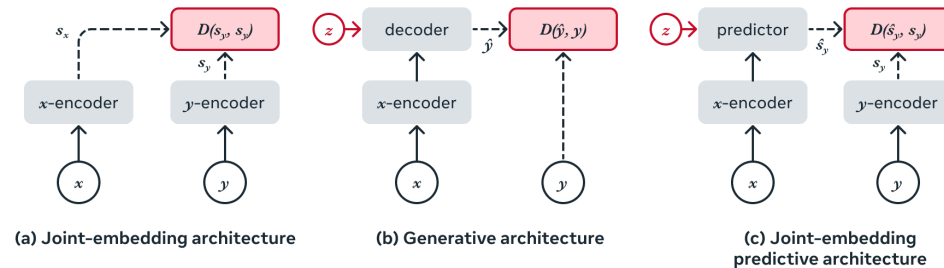 s_x
D(s_y, s_y)
s_y
x-encoder
y-encoder
x
y
(a) Joint-embedding architecture
z
decoder
ŷ
D(ŷ, y)
x-encoder
x
y
(b) Generative architecture
z
predictor
ŝ_y
D(ŝ_y, s_y)
s_y
x-encoder
y-encoder
x
y
(c) Joint-embedding
predictive architecture